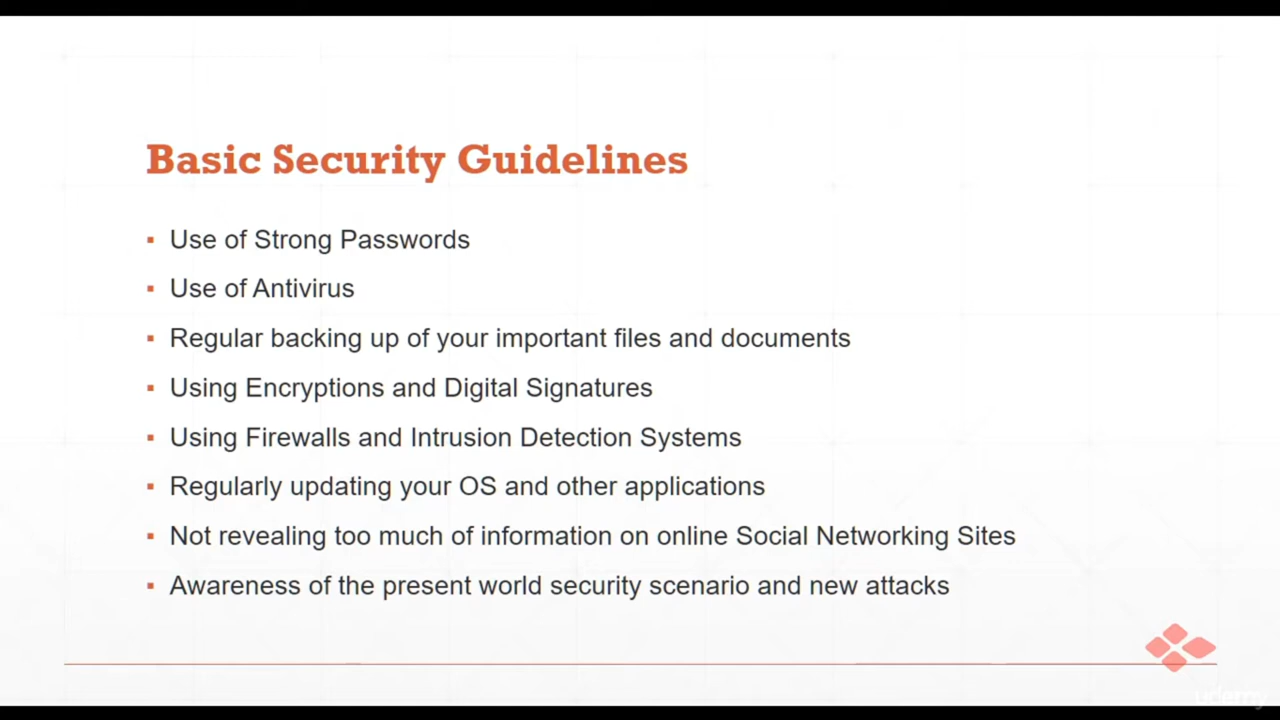 Basic Security Guidelines
Use of Strong Passwords
Use of Antivirus
Regular backing up of your important files and documents
Using Encryptions and Digital Signatures
Using Firewalls and Intrusion Detection Systems
Regularly updating your OS and other applications
Not revealing too much of information on online Social Networking Sites
Awareness of the present world security scenario and new attacks
udemy